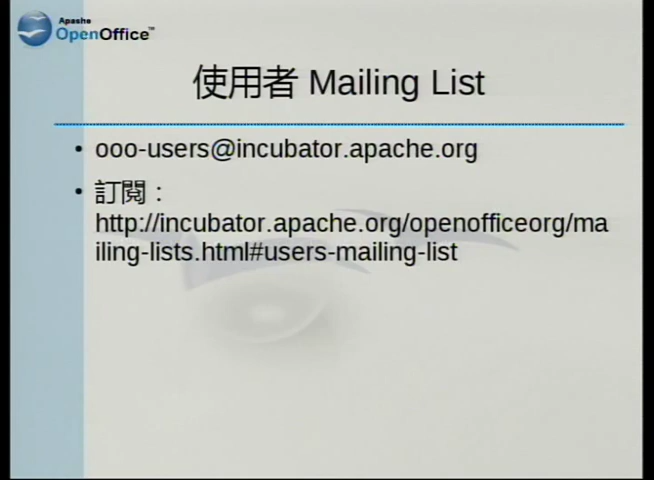 Apache
OpenOffice™
使用者 Mailing List
• ooo-users@incubator.apache.org
• 訂閱：
http://incubator.apache.org/openofficeorg/ma
iling-lists.html#users-mailing-list